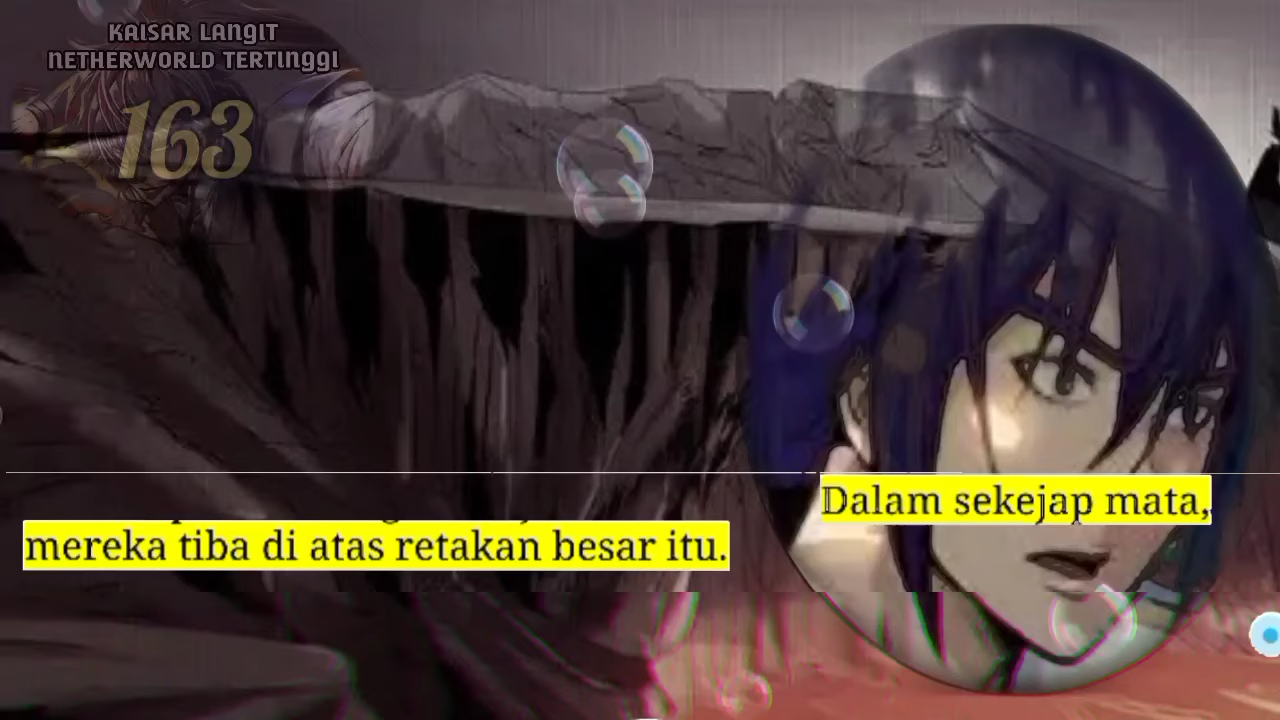 KAISAR LANGIT
NETHERWORLD TERTINGGI
163
Dalam sekejap mata,
mereka tiba di atas retakan besar itu.